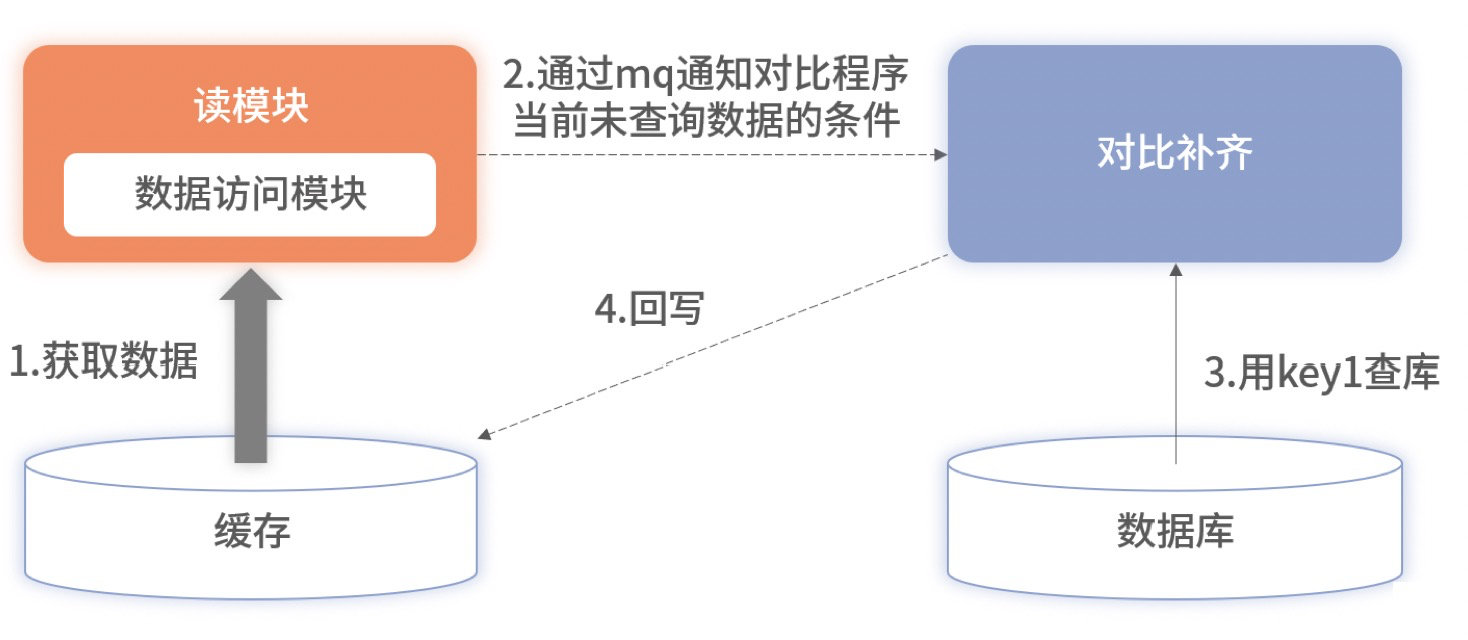 读模块
数据访问模块
2.通过mq通知对比程序
当前未查询数据的条件
对比补齐
1.获取数据
4.回写
3.用key1查库
缓存
数据库